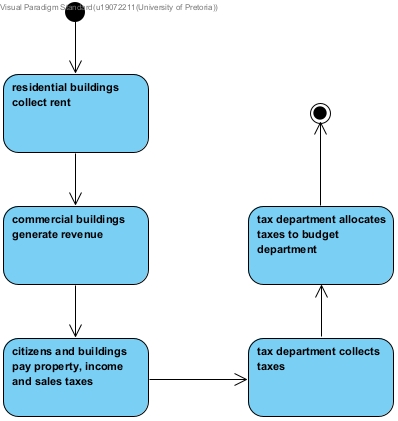 Visual Paradigm Standard(u19072211(University of Pretoria))
residential buildings
collect rent
commercial buildings
generate revenue
citizens and buildings
pay property, income
and sales taxes
tax department allocates
taxes to budget
department
tax department collects
taxes